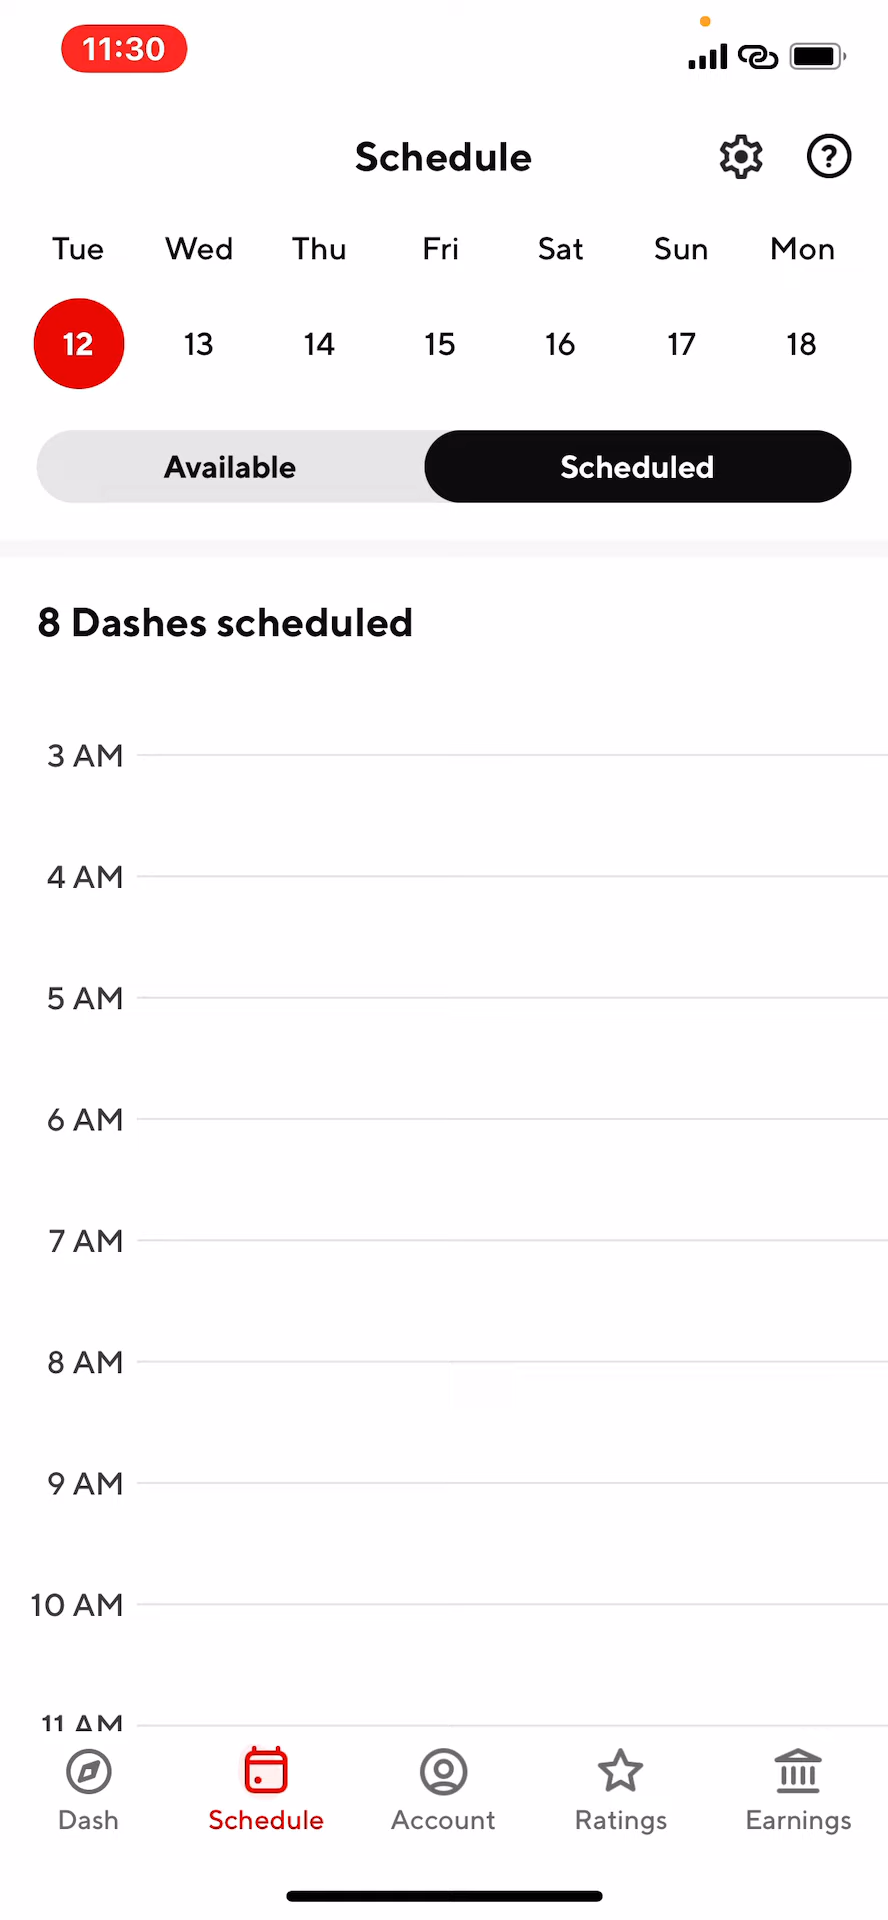 11:30
Schedule
Tue Wed Thu Fri Sat Sun Mon
12 13 14 15 16 17 18
Available Scheduled
8 Dashes scheduled
3 AM
4 AM
5 AM
6 AM
7 AM
8 AM
9 AM
10 AM
11 AM
Dash Schedule Account Ratings Earnings